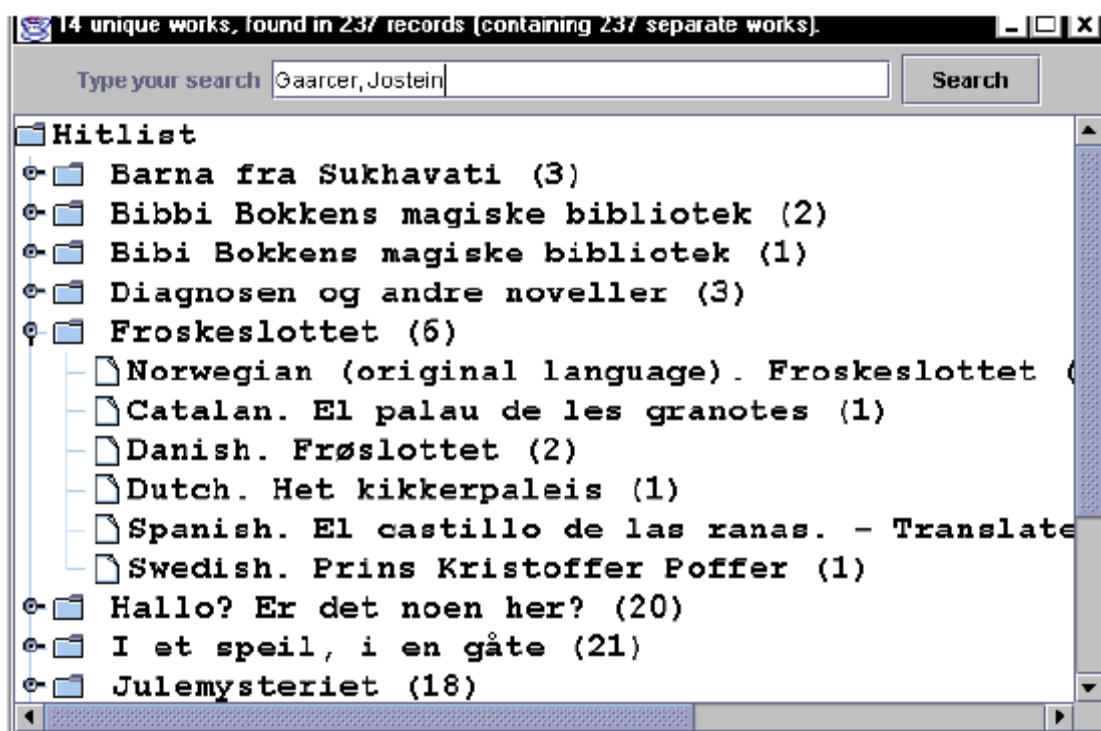 14 unique works, found in 237 records (containing 237 separate works).
Type your search Gaarcer, Jostein Search
Hitlist
Barna fra Sukhavati (3)
Bibbi Bokkens magiske bibliotek (2)
Bibi Bokkens magiske bibliotek (1)
Diagnosen og andre noveller (3)
Froskeslottet (6)
Norwegian (original language). Froskeslottet (
Catalan. El palau de les granotes (1)
Danish. Frøslottet (2)
Dutch. Het kikkerpaleis (1)
Spanish. El castillo de las ranas. - Translate
Swedish. Prins Kristoffer Poffer (1)
Hallo? Er det noen her? (20)
I et speil, i en gåte (21)
Julemysteriet (18)